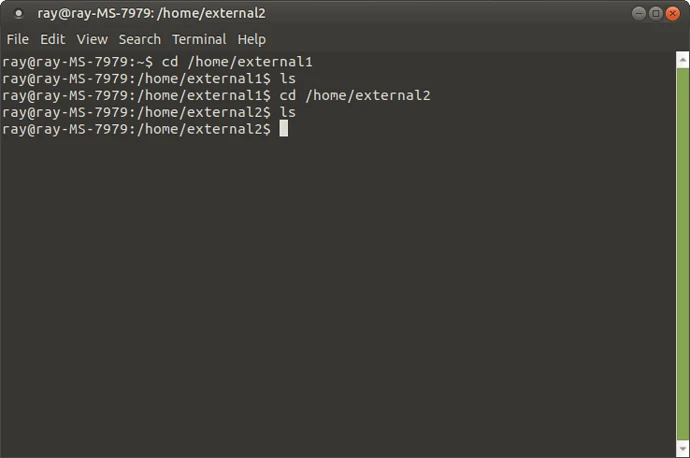 ray@ray-MS-7979: /home/external2
File Edit View Search Terminal Help
ray@ray-MS-7979:~$ cd /home/external1
ray@ray-MS-7979:/home/external1$ ls
ray@ray-MS-7979:/home/external1$ cd /home/external2
ray@ray-MS-7979:/home/external2$ ls
ray@ray-MS-7979:/home/external2$